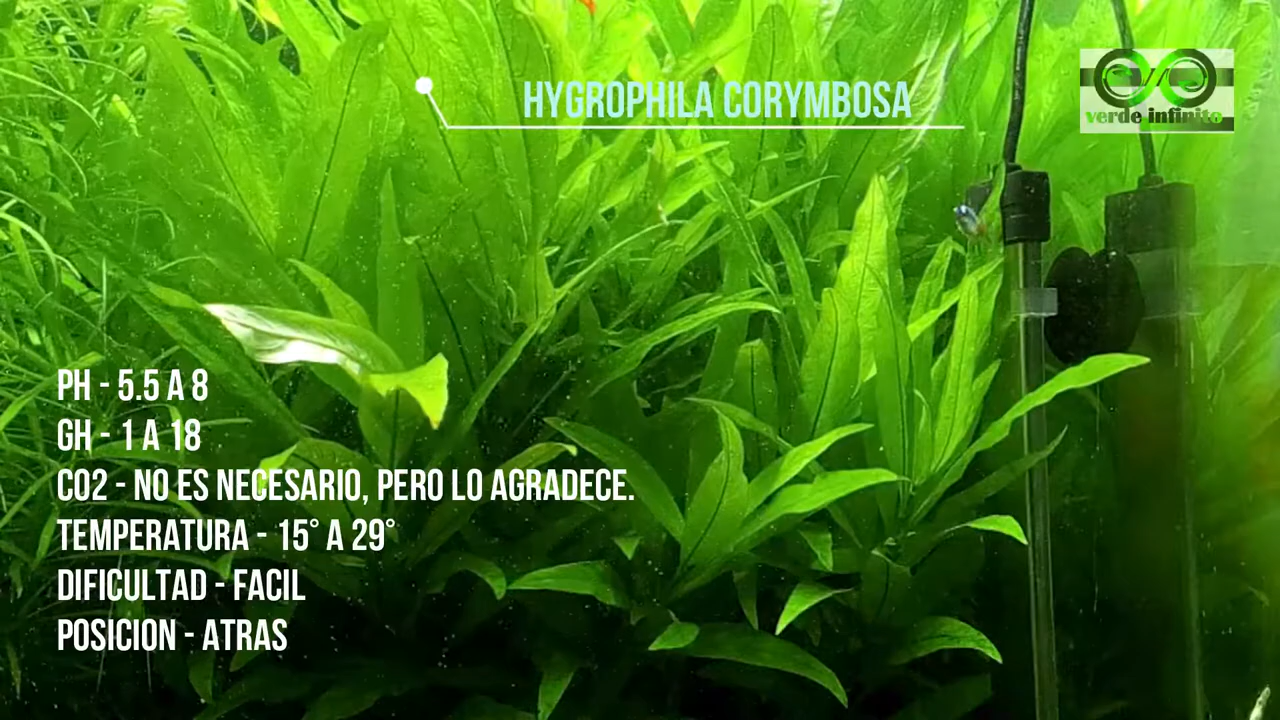 HYGROPHILA CORYMBOSA
verde infinito
PH - 5.5 A 8
GH - 1 A 18
CO2 - NO ES NECESARIO, PERO LO AGRADECE.
TEMPERATURA - 15° A 29°
DIFICULTAD - FACIL
POSICION - ATRAS